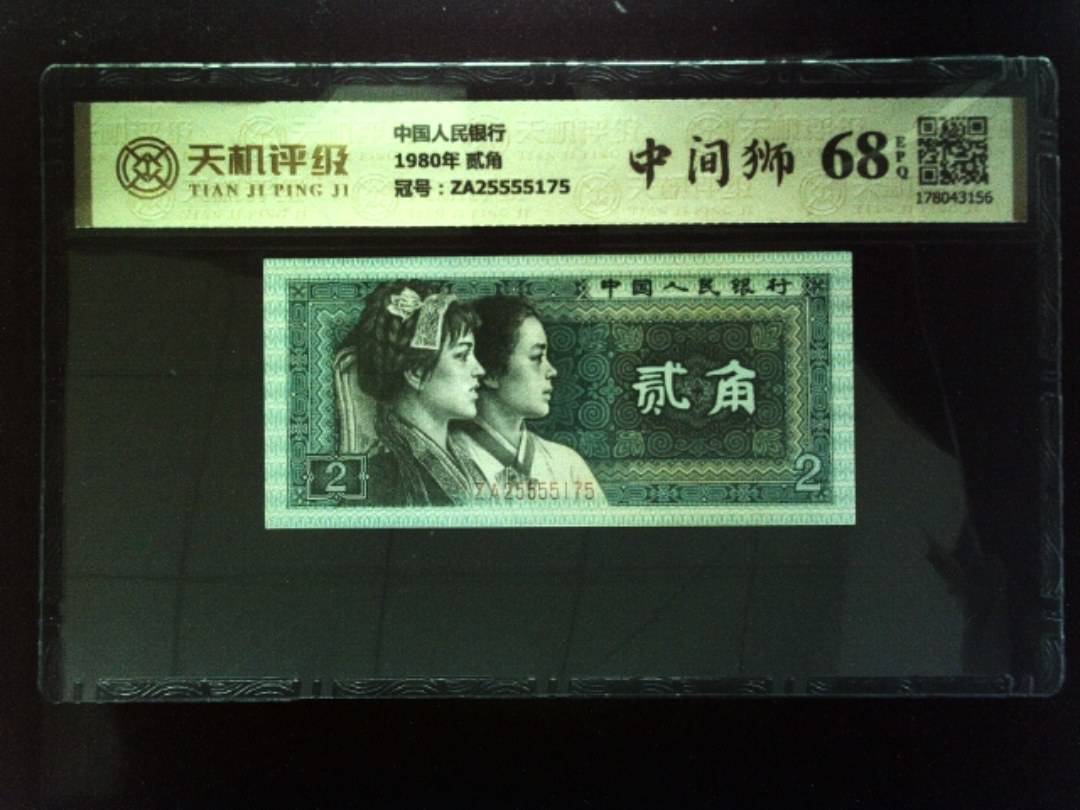 天机评级
TIAN JI PING JI
中国人民银行
1980年 贰角
冠号：ZA25555175
中间狮
68
EPQ
178043156
中国人民银行
贰角
2
2
ZA25555175